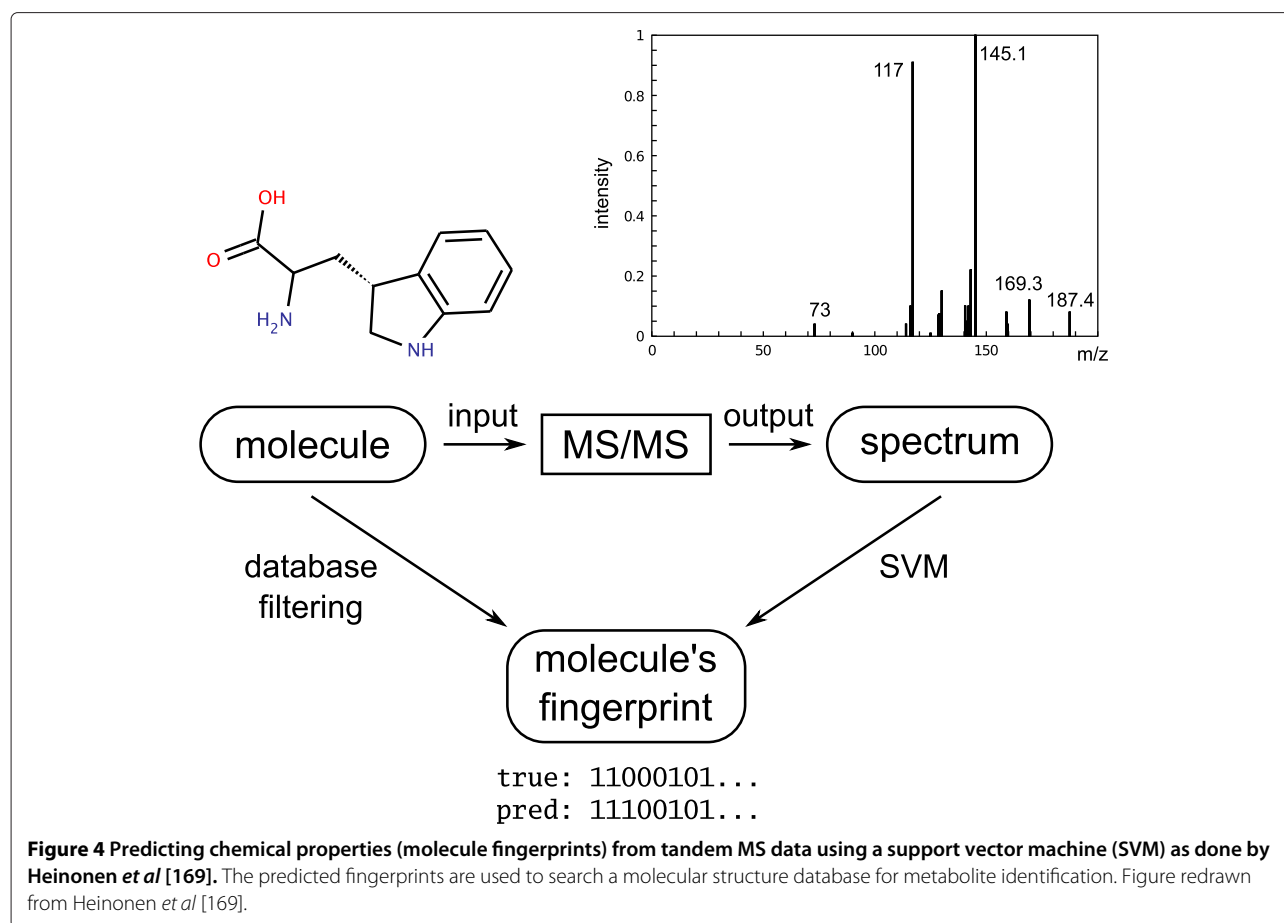 OH
O
H2N
NH
1
0.8
0.6
0.4
0.2
0
intensity
117
145.1
73
169.3
187.4
0 50 100 150 m/z
input output
molecule MS/MS spectrum
database
filtering
SVM
molecule's
fingerprint
true: 11000101...
pred: 11100101...
Figure 4 Predicting chemical properties (molecule fingerprints) from tandem MS data using a support vector machine (SVM) as done by
Heinonen et al [169]. The predicted fingerprints are used to search a molecular structure database for metabolite identification. Figure redrawn
from Heinonen et al [169].